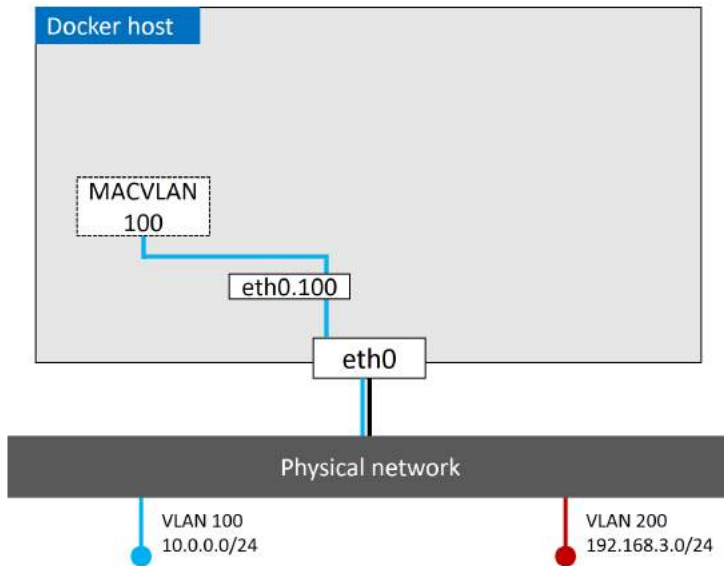 Docker host
MACVLAN
100
eth0.100
eth0
Physical network
VLAN 100
10.0.0.0/24
VLAN 200
192.168.3.0/24